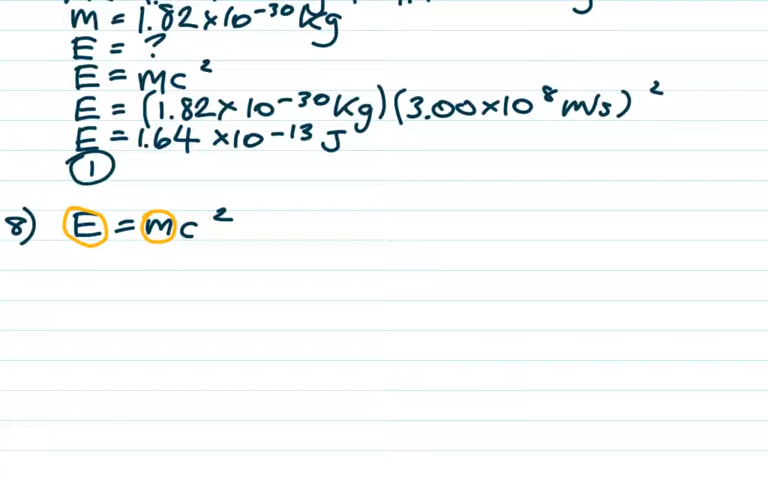 m = 1.82×10⁻³⁰ Kg
E = ?
E = mc²
E = (1.82×10⁻³⁰ Kg)(3.00×10⁸ m/s)²
E = 1.64 ×10⁻¹³ J
①
8) E = mc²